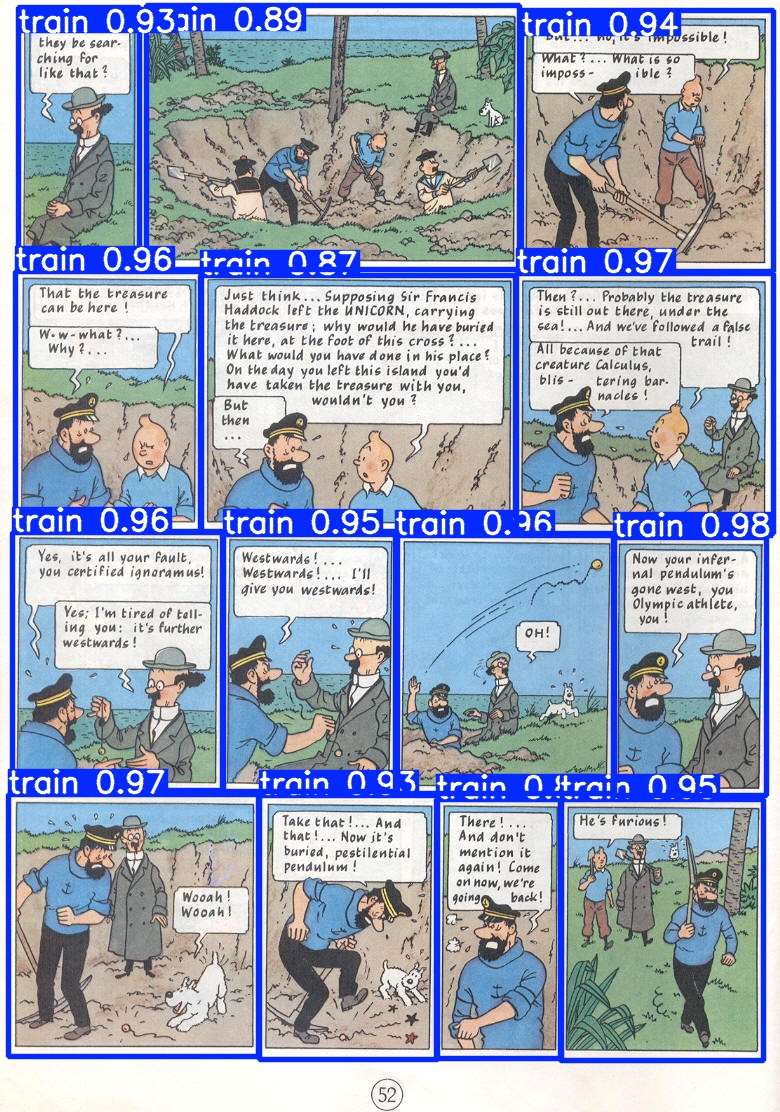 train 0.93
ain 0.89
train 0.94
they be sear-
ching for
like that?
But... no, it's impossible!
What?... What is so
imposs- ible?
train 0.96
train 0.87
train 0.97
That the treasure
can be here!
W-w-what?...
Why?...
Just think... Supposing Sir Francis
Haddock left the UNICORN, carrying
the treasure; why would he have buried
it here, at the foot of this cross?...
What would you have done in his place?
On the day you left this island you'd
have taken the treasure with you,
wouldn't you?
But
then
...
Then?... Probably the treasure
is still out there, under the
sea!... And we've followed a false
trail!
All because of that
creature Calculus,
blis- tering bar-
nacles!
train 0.96
train 0.95
train 0.96
train 0.98
Yes, it's all your fault,
you certified ignoramus!
Yes; I'm tired of tell-
ing you: it's further
westwards!
Westwards!...
Westwards!... I'll
give you westwards!
OH!
Now your infer-
nal pendulum's
gone west, you
Olympic athlete,
you!
train 0.97
train 0.93
train 0.
train 0.95
Wooah!
Wooah!
Take that!... And
that!... Now it's
buried, pestilential
pendulum!
There!...
And don't
mention it
again! Come
on now, we're
going back!
He's furious!
52